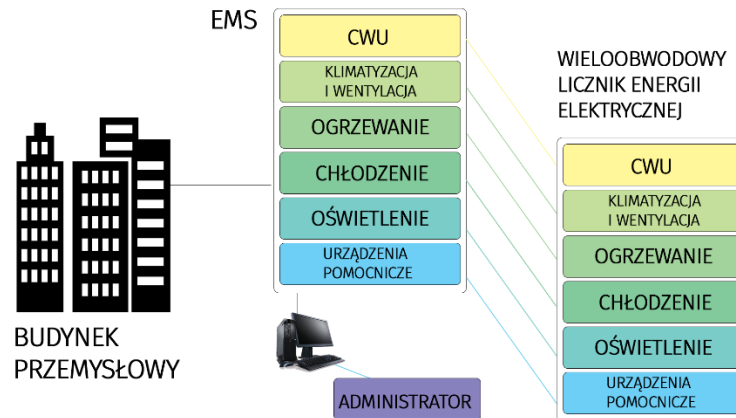 EMS
CWU
KLIMATYZACJA
I WENTYLACJA
OGRZEWANIE
CHŁODZENIE
OŚWIETLENIE
URZĄDZENIA
POMOCNICZE
BUDYNEK
PRZEMYSŁOWY
ADMINISTRATOR
WIELOOBWODOWY
LICZNIK ENERGII
ELEKTRYCZNEJ
CWU
KLIMATYZACJA
I WENTYLACJA
OGRZEWANIE
CHŁODZENIE
OŚWIETLENIE
URZĄDZENIA
POMOCNICZE